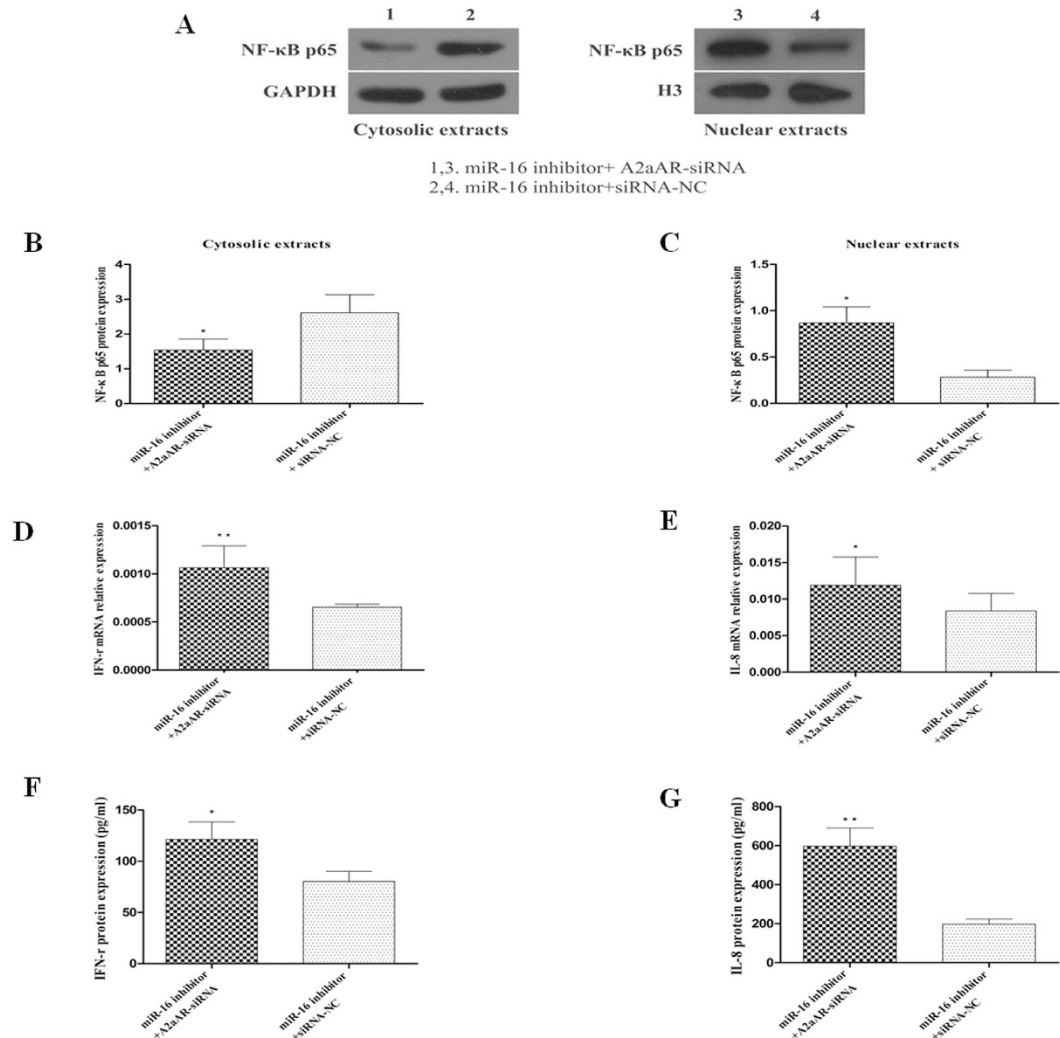 A
1 2
NF-κB p65
GAPDH
Cytosolic extracts
3 4
NF-κB p65
H3
Nuclear extracts
1,3. miR-16 inhibitor+ A2aAR-siRNA
2,4. miR-16 inhibitor+siRNA-NC
B
Cytosolic extracts
NF-κ B p65 protein expression
4
3
2
1
0
*
miR-16 inhibitor
+A2aAR-siRNA
miR-16 inhibitor
+ siRNA-NC
C
Nuclear extracts
NF-κ B p65 protein expression
1.5
1.0
0.5
0.0
*
miR-16 inhibitor
+A2aAR-siRNA
miR-16 inhibitor
+ siRNA-NC
D
IFN-r mRNA relative expression
0.0015
0.0010
0.0005
0.0000
* *
miR-16 inhibitor
+A2aAR-siRNA
miR-16 inhibitor
+siRNA-NC
E
IL-8 mRNA relative expression
0.020
0.015
0.010
0.005
0.000
*
miR-16 inhibitor
+A2aAR-siRNA
miR-16 inhibitor
+siRNA-NC
F
IFN-r protein expression (pg/ml)
150
100
50
0
*
miR-16 inhibitor
+A2aAR-siRNA
miR-16 inhibitor
+siRNA-NC
G
IL-8 protein expression (pg/ml)
800
600
400
200
0
* *
miR-16 inhibitor
+A2aAR-siRNA
miR-16 inhibitor
+siRNA-NC